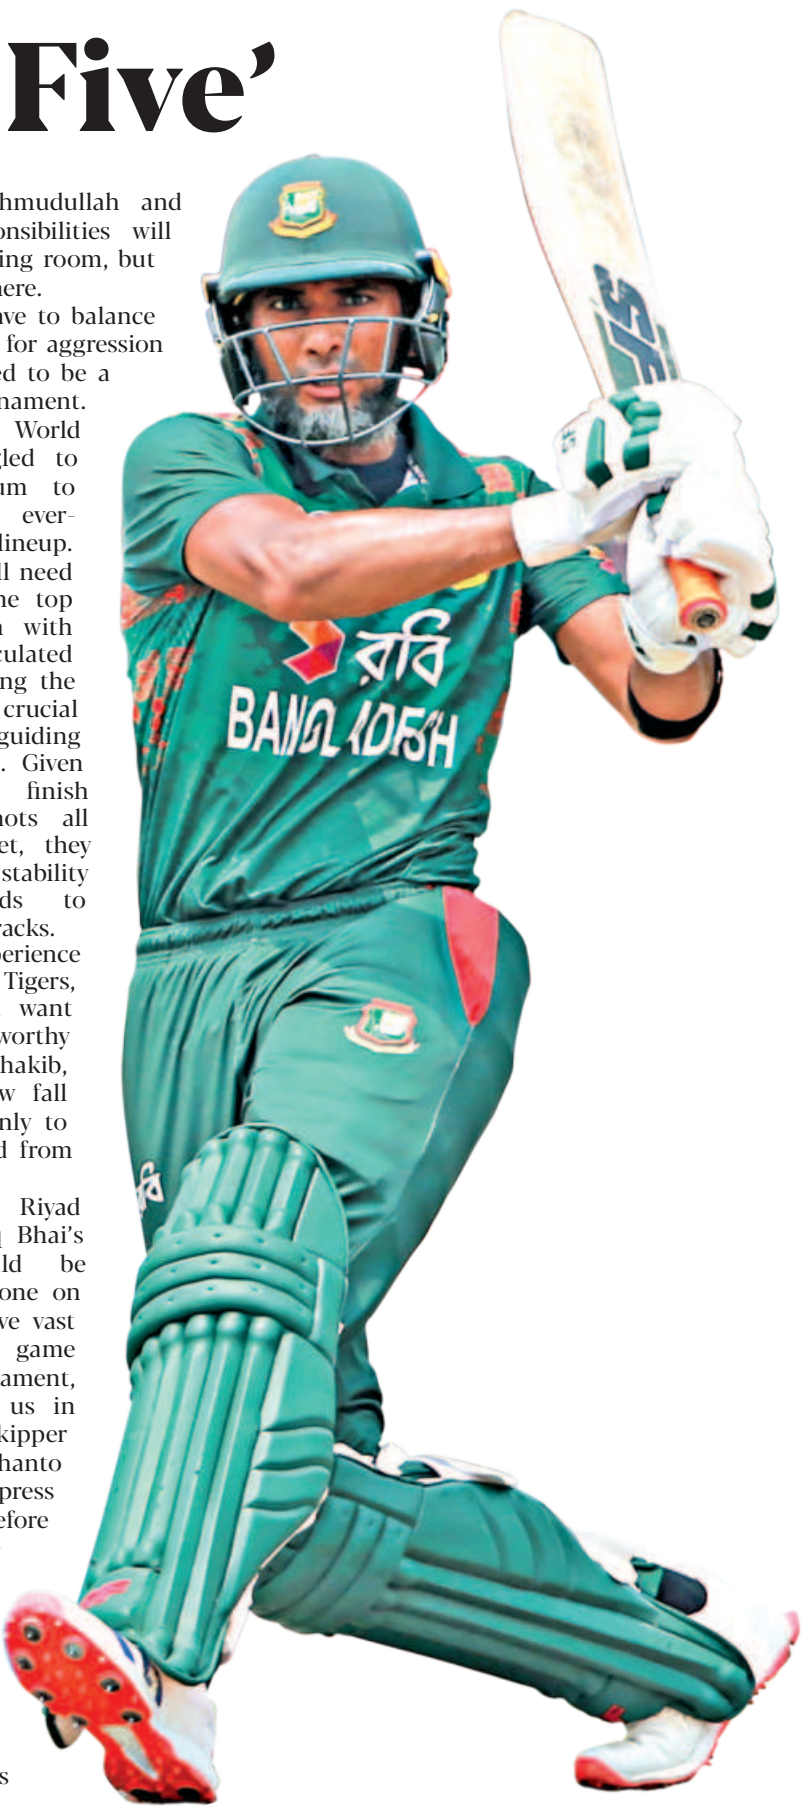 Five’
hmudullah and
onsibilities will
ing room, but
here.
ve to balance
for aggression
ed to be a
nament.
World
gled to
um to
ever-
lineup.
ll need
he top
n with
culated
ng the
crucial
guiding
. Given
finish
hots all
et, they
stability
ds to
racks.
perience
Tigers,
want
worthy
hakib,
w fall
nly to
d from
Riyad
q Bhai’s
ld be
one on
ve vast
game
ament,
us in
kipper
hanto
press
efore
s
SF
রবি
BANGLADESH
রবি